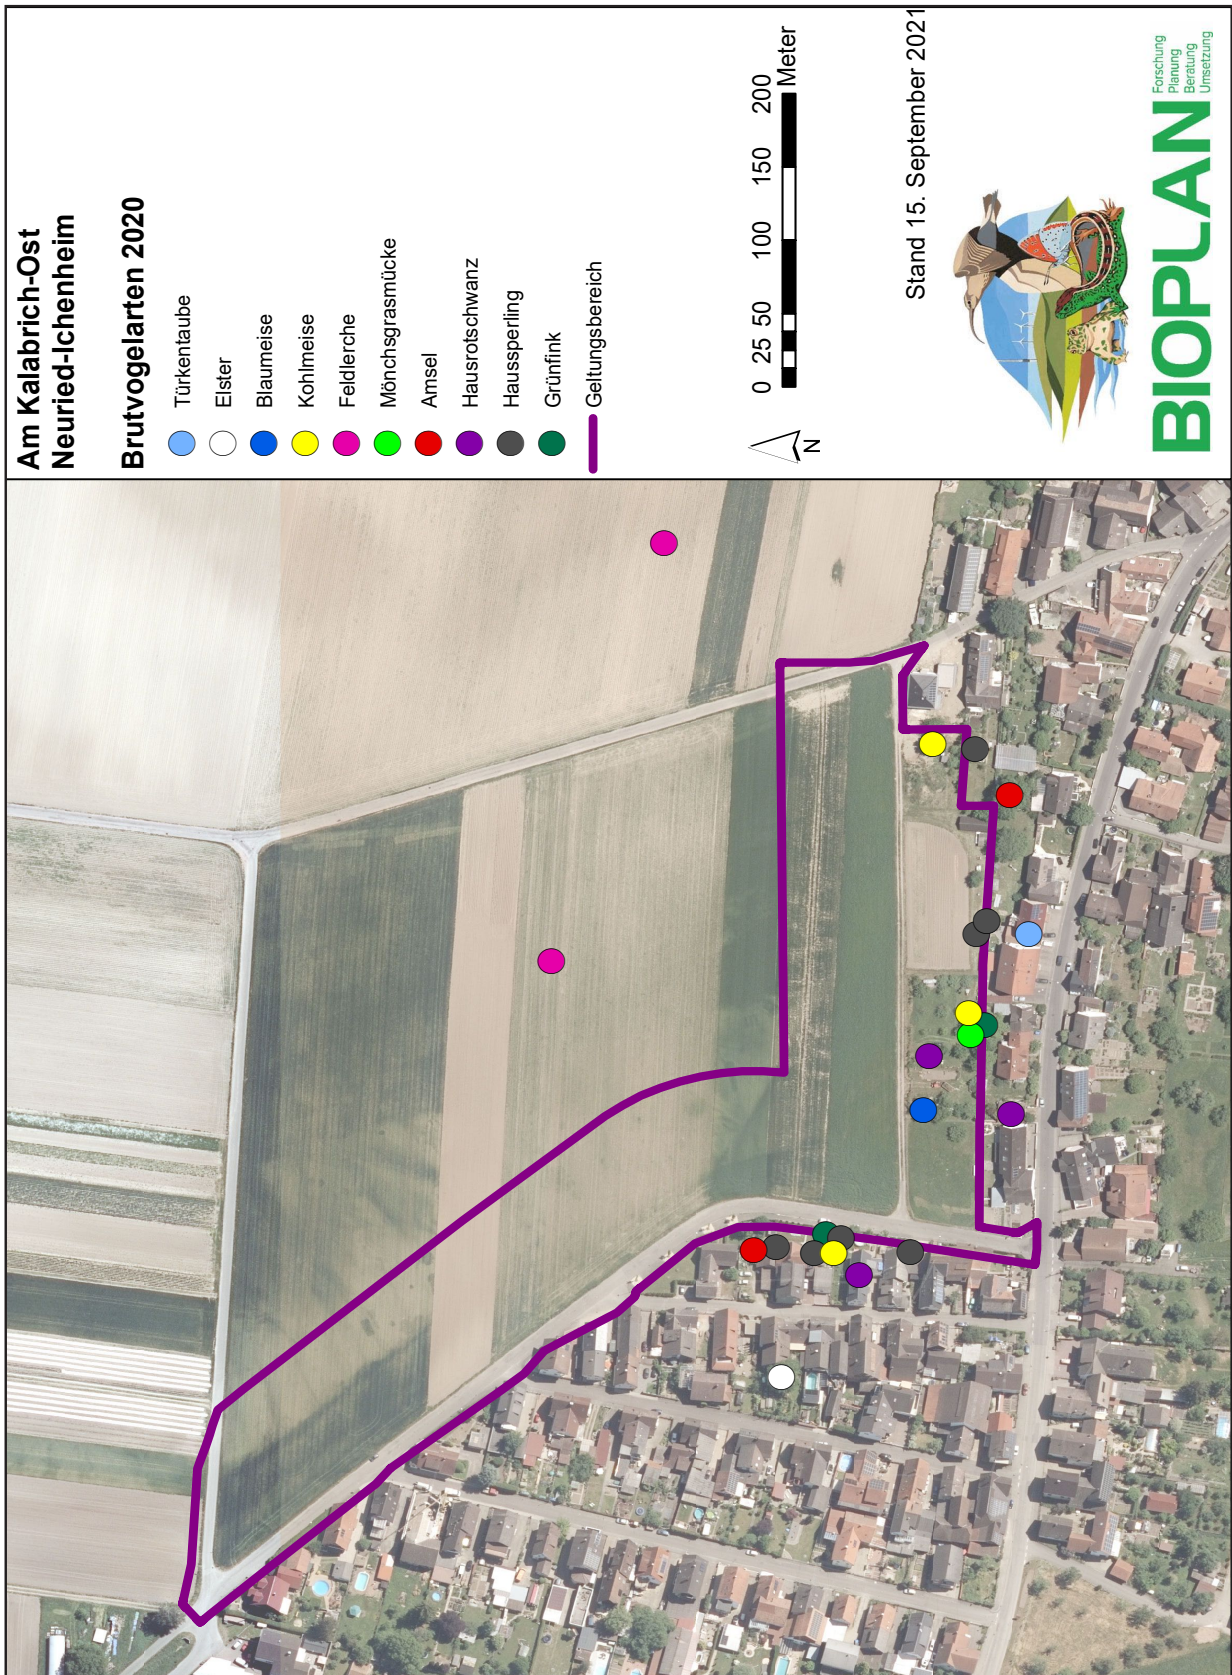 Am Kalabrich-Ost
Neuried-Ichenheim
Brutvogelarten 2020
Türkentaube
Elster
Blaumeise
Kohlmeise
Feldlerche
Mönchsgrasmücke
Amsel
Hausrotschwanz
Haussperling
Grünfink
Geltungsbereich
N
0 25 50 100 150 200
Meter
Stand 15. September 2021
BIOPLAN
Forschung
Planung
Beratung
Umsetzung